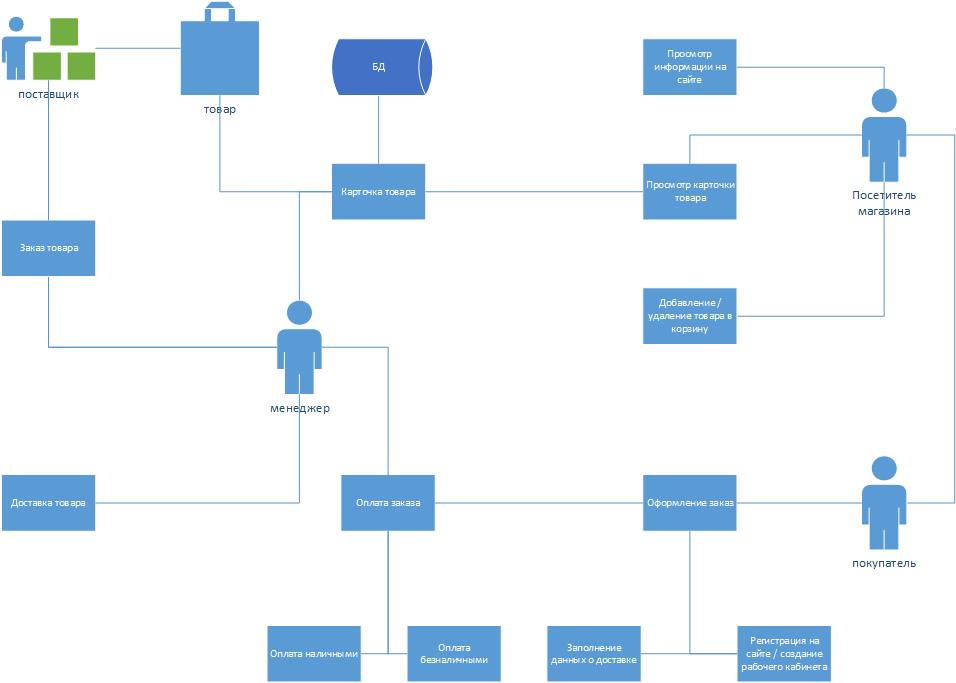 поставщик
товар
БД
Просмотр
информации на
сайте
Карточка товара
Просмотр карточки
товара
Посетитель
магазина
Заказ товара
Добавление /
удаление товара в
корзину
менеджер
Доставка товара
Оплата заказа
Оформление заказ
покупатель
Оплата наличными
Оплата
безналичными
Заполнение
данных о доставке
Регистрация на
сайте / создание
рабочего кабинета